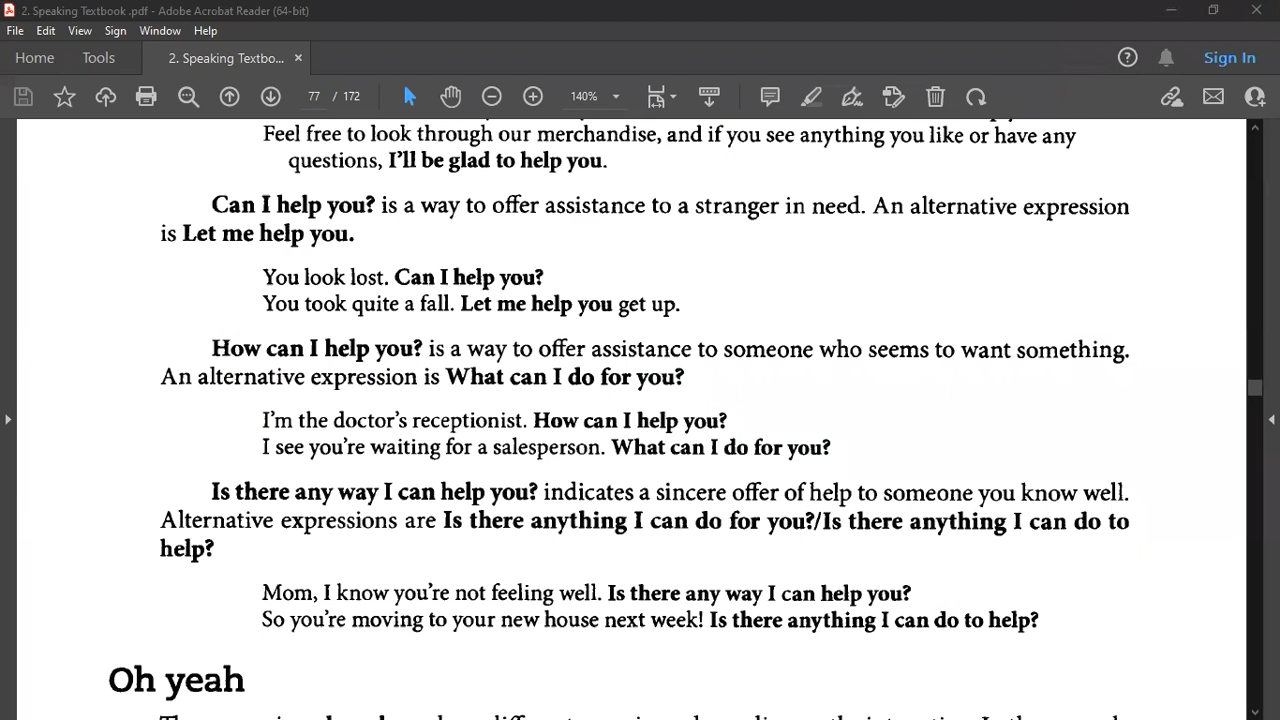 2. Speaking Textbook .pdf - Adobe Acrobat Reader (64-bit)
File Edit View Sign Window Help
Home Tools 2. Speaking Textbo... × Sign In
77 / 172 140%
Feel free to look through our merchandise, and if you see anything you like or have any
questions, I'll be glad to help you.
Can I help you? is a way to offer assistance to a stranger in need. An alternative expression
is Let me help you.
You look lost. Can I help you?
You took quite a fall. Let me help you get up.
How can I help you? is a way to offer assistance to someone who seems to want something.
An alternative expression is What can I do for you?
I'm the doctor's receptionist. How can I help you?
I see you're waiting for a salesperson. What can I do for you?
Is there any way I can help you? indicates a sincere offer of help to someone you know well.
Alternative expressions are Is there anything I can do for you?/Is there anything I can do to
help?
Mom, I know you're not feeling well. Is there any way I can help you?
So you're moving to your new house next week! Is there anything I can do to help?
Oh yeah